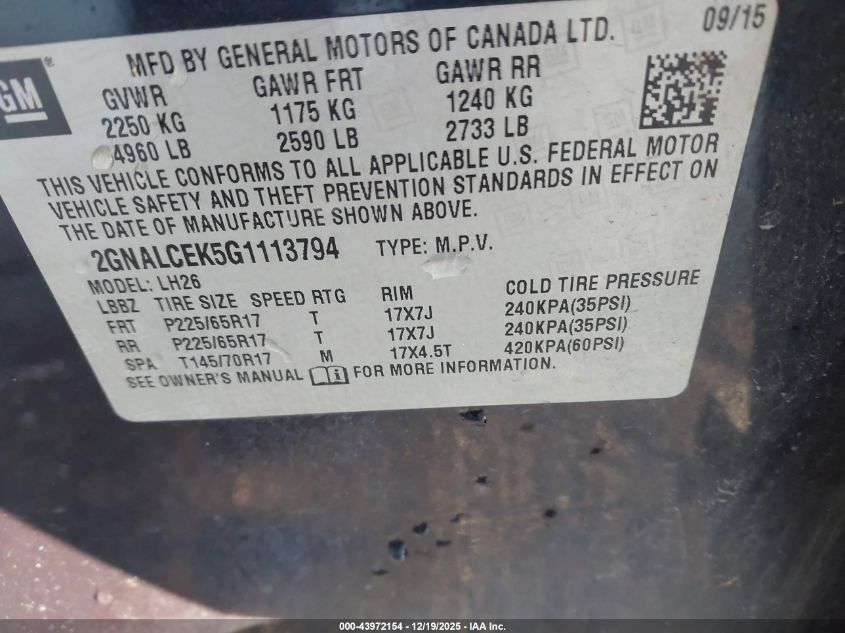 09/15
MFD BY GENERAL MOTORS OF CANADA LTD.
GM
GVWR GAWR FRT GAWR RR
2250 KG 1175 KG 1240 KG
4960 LB 2590 LB 2733 LB
THIS VEHICLE CONFORMS TO ALL APPLICABLE U.S. FEDERAL MOTOR
VEHICLE SAFETY AND THEFT PREVENTION STANDARDS IN EFFECT ON
THE DATE OF MANUFACTURE SHOWN ABOVE.
2GNALCEK5G1113794 TYPE: M.P.V.
MODEL: LH26
LBBZ TIRE SIZE SPEED RTG RIM COLD TIRE PRESSURE
FRT P225/65R17 T 17X7J 240KPA(35PSI)
RR P225/65R17 T 17X7J 240KPA(35PSI)
SPA T145/70R17 M 17X4.5T 420KPA(60PSI)
SEE OWNER'S MANUAL FOR MORE INFORMATION.
000-43972154 - 12/19/2025 - IAA Inc.